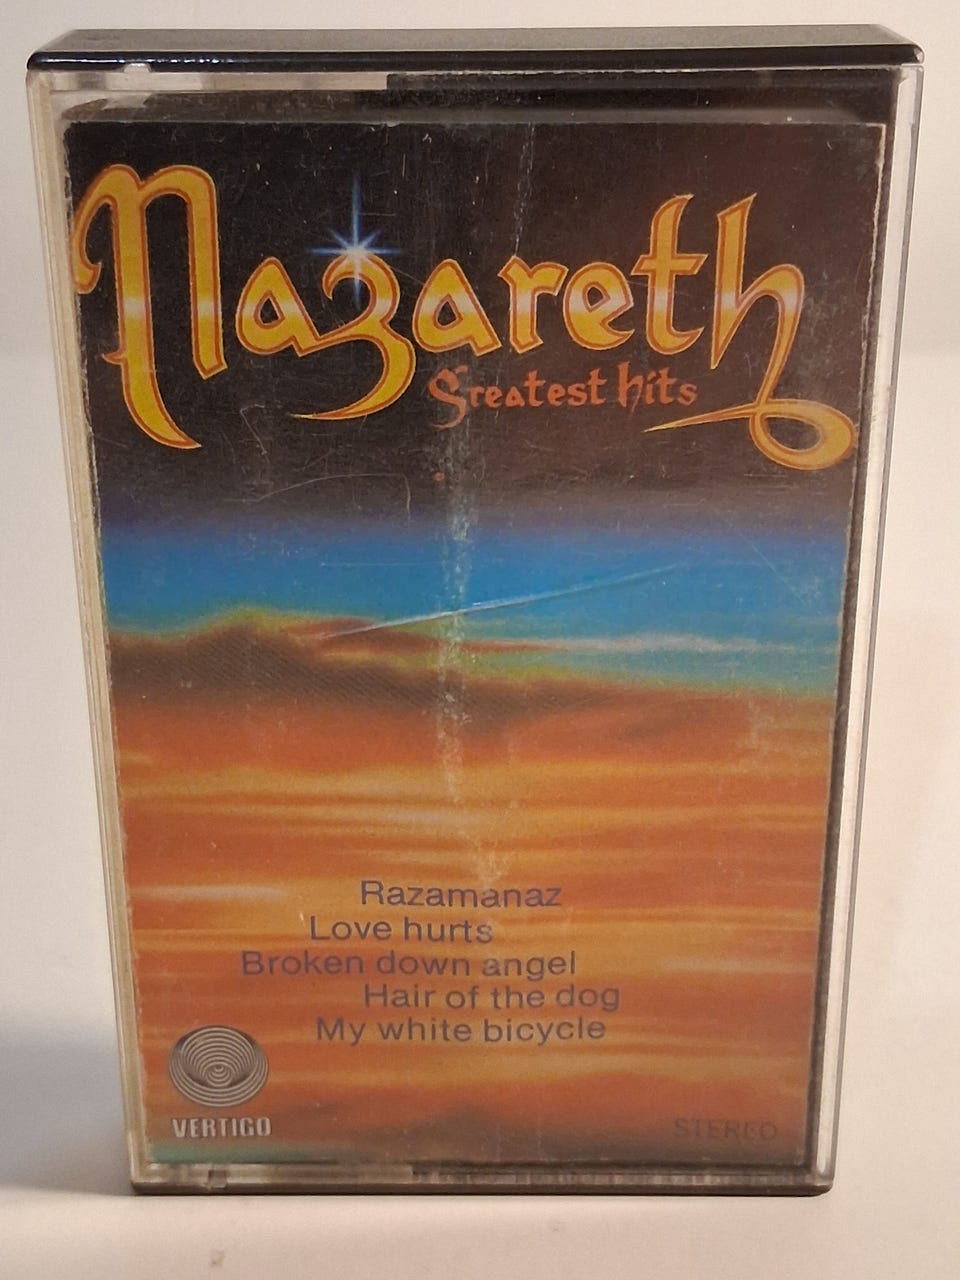 Nazareth
Greatest hits
Razamanaz
Love hurts
Broken down angel
Hair of the dog
My white bicycle
VERTIGO
STEREO